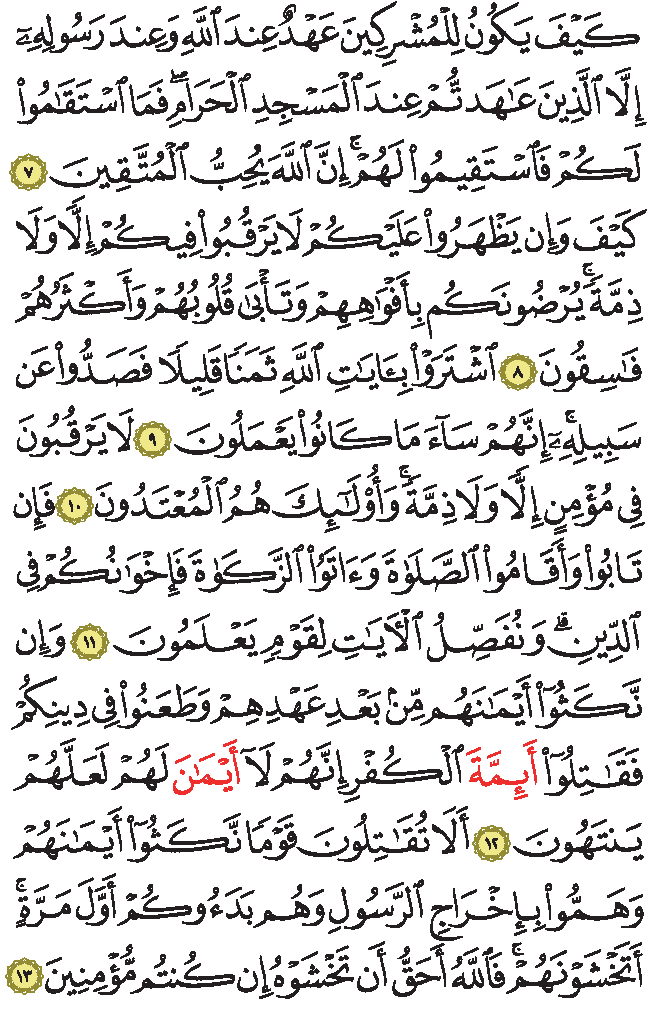 كَيْفَ يَكُونُ لِلْمُشْرِكِينَ عَهْدٌ عِندَ ٱللَّهِ وَعِندَ رَسُولِهِۦٓ
إِلَّا ٱلَّذِينَ عَٰهَدتُّمْ عِندَ ٱلْمَسْجِدِ ٱلْحَرَامِ ۖ فَمَا ٱسْتَقَٰمُوا۟
لَكُمْ فَٱسْتَقِيمُوا۟ لَهُمْ ۚ إِنَّ ٱللَّهَ يُحِبُّ ٱلْمُتَّقِينَ ٧
كَيْفَ وَإِن يَظْهَرُوا۟ عَلَيْكُمْ لَا يَرْقُبُوا۟ فِيكُمْ إِلًّا وَلَا
ذِمَّةً ۚ يُرْضُونَكُم بِأَفْوَٰهِهِمْ وَتَأْبَىٰ قُلُوبُهُمْ وَأَكْثَرُهُمْ
فَٰسِقُونَ ٨ ٱشْتَرَوْا۟ بِـَٔايَٰتِ ٱللَّهِ ثَمَنًا قَلِيلًا فَصَدُّوا۟ عَن
سَبِيلِهِۦٓ ۚ إِنَّهُمْ سَآءَ مَا كَانُوا۟ يَعْمَلُونَ ٩ لَا يَرْقُبُونَ
فِى مُؤْمِنٍ إِلًّا وَلَا ذِمَّةً ۚ وَأُو۟لَٰٓئِكَ هُمُ ٱلْمُعْتَدُونَ ١٠ فَإِن
تَابُوا۟ وَأَقَامُوا۟ ٱلصَّلَوٰةَ وَءَاتَوُا۟ ٱلزَّكَوٰةَ فَإِخْوَٰنُكُمْ فِى
ٱلدِّينِ ۗ وَنُفَصِّلُ ٱلْـَٔايَٰتِ لِقَوْمٍ يَعْلَمُونَ ١١ وَإِن
نَّكَثُوٓا۟ أَيْمَٰنَهُم مِّنۢ بَعْدِ عَهْدِهِمْ وَطَعَنُوا۟ فِى دِينِكُمْ
فَقَٰتِلُوٓا۟ أَئِمَّةَ ٱلْكُفْرِ إِنَّهُمْ لَآ أَيْمَٰنَ لَهُمْ لَعَلَّهُمْ
يَنتَهُونَ ١٢ أَلَا تُقَٰتِلُونَ قَوْمًا نَّكَثُوٓا۟ أَيْمَٰنَهُمْ
وَهَمُّوا۟ بِإِخْرَاجِ ٱلرَّسُولِ وَهُم بَدَءُوكُمْ أَوَّلَ مَرَّةٍ ۚ
أَتَخْشَوْنَهُمْ ۚ فَٱللَّهُ أَحَقُّ أَن تَخْشَوْهُ إِن كُنتُم مُّؤْمِنِينَ ١٣